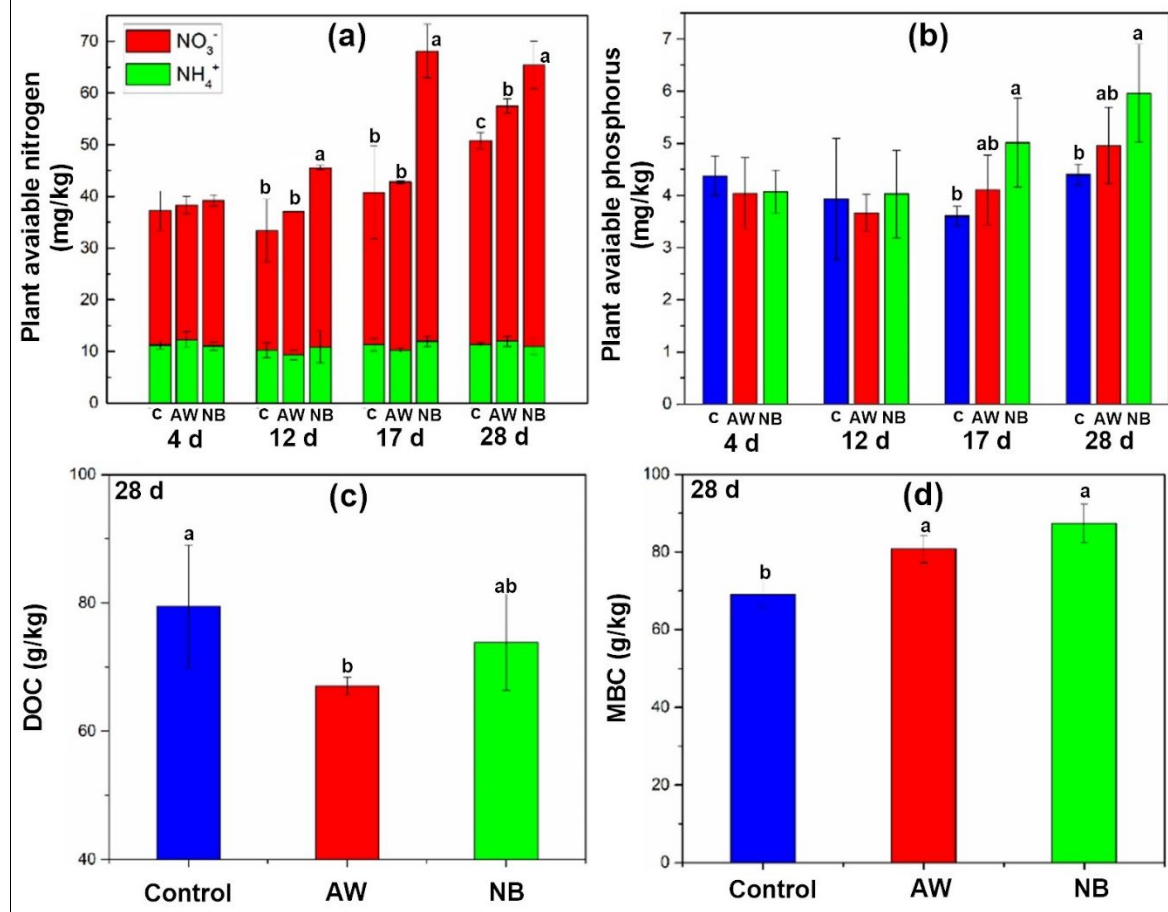 (a)
NO₃⁻
NH₄⁺
Plant avaiable nitrogen
(mg/kg)
70
60
50
40
30
20
10
0
b b a
b b a
c b a
C AW NB C AW NB C AW NB C AW NB
4 d 12 d 17 d 28 d
(b)
Plant avaiable phosphorus
(mg/kg)
7
6
5
4
3
2
1
0
b ab a
b ab a
C AW NB C AW NB C AW NB C AW NB
4 d 12 d 17 d 28 d
28 d (c)
DOC (g/kg)
100
80
60
40
a b ab
Control AW NB
28 d (d)
MBC (g/kg)
100
80
60
40
20
0
b a a
Control AW NB